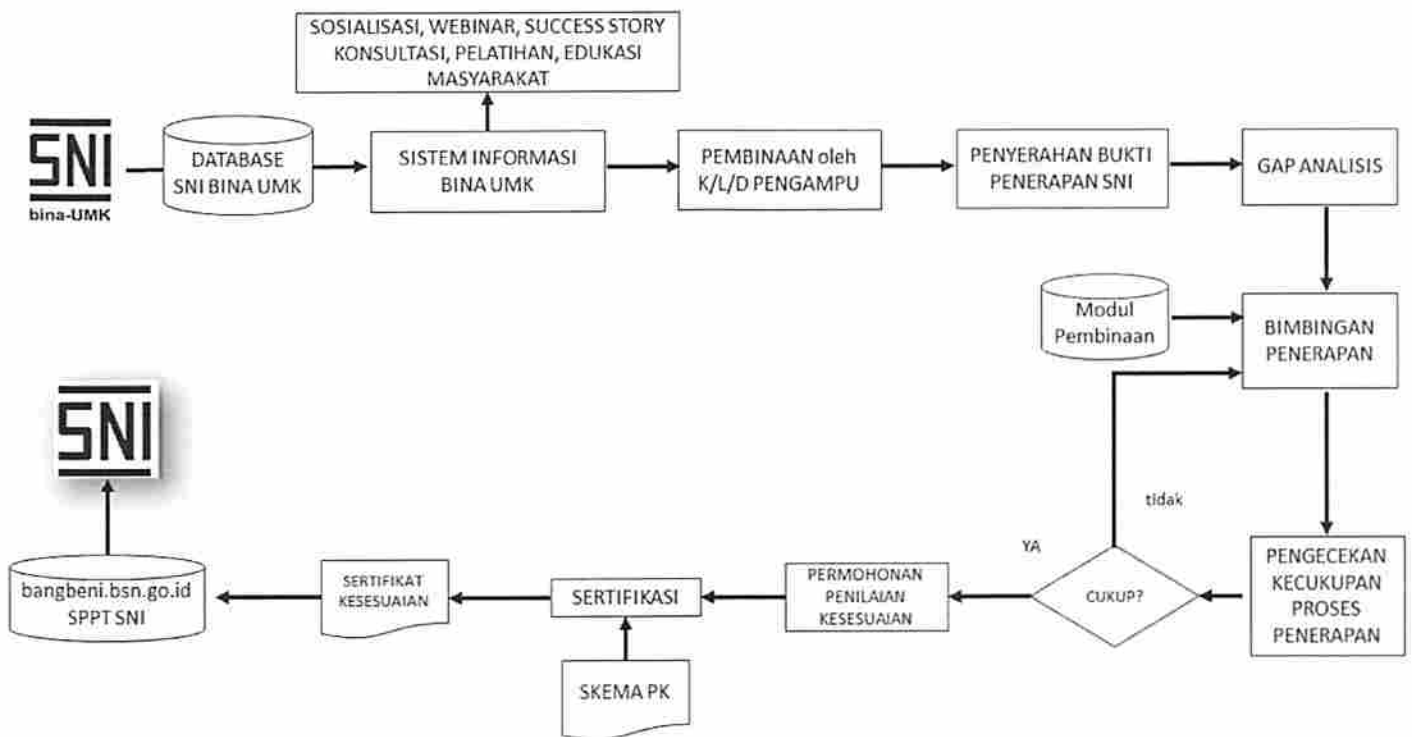 SOSIALISASI, WEBINAR, SUCCESS STORY
KONSULTASI, PELATIHAN, EDUKASI
MASYARAKAT
SNI
bina-UMK
DATABASE
SNI BINA UMK
SISTEM INFORMASI
BINA UMK
PEMBINAAN oleh
K/L/D PENGAMPU
PENYERAHAN BUKTI
PENERAPAN SNI
GAP ANALISIS
Modul
Pembinaan
BIMBINGAN
PENERAPAN
PENGECEKAN
KECUKUPAN
PROSES
PENERAPAN
CUKUP?
tidak
YA
PERMOHONAN
PENILAIAN
KESESUAIAN
SERTIFIKASI
SKEMA PK
SERTIFIKAT
KESESUAIAN
bangbeni.bsn.go.id
SPPT SNI
SNI